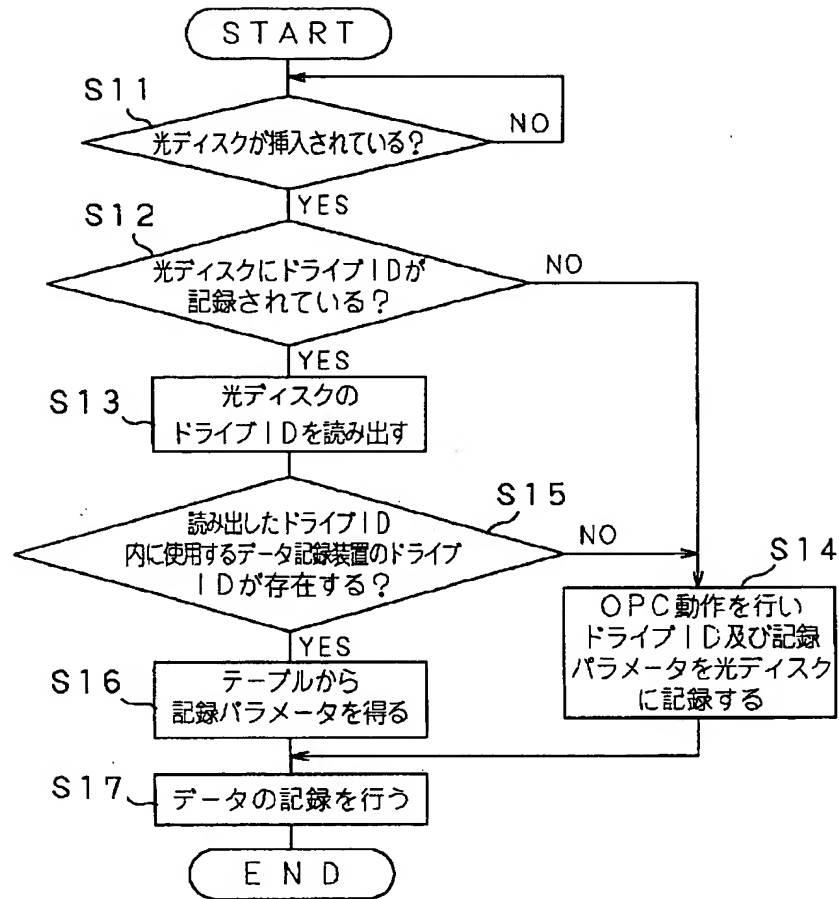 START
S11
光ディスクが挿入されている?
NO
YES
S12
光ディスクにドライブIDが
記録されている?
NO
YES
S13
光ディスクの
ドライブIDを読み出す
S15
読み出したドライブID
内に使用するデータ記録装置のドライブ
IDが存在する?
NO
YES
S14
OPC動作を行い
ドライブID及び記録
パラメータを光ディスク
に記録する
S16
テーブルから
記録パラメータを得る
S17
データの記録を行う
END